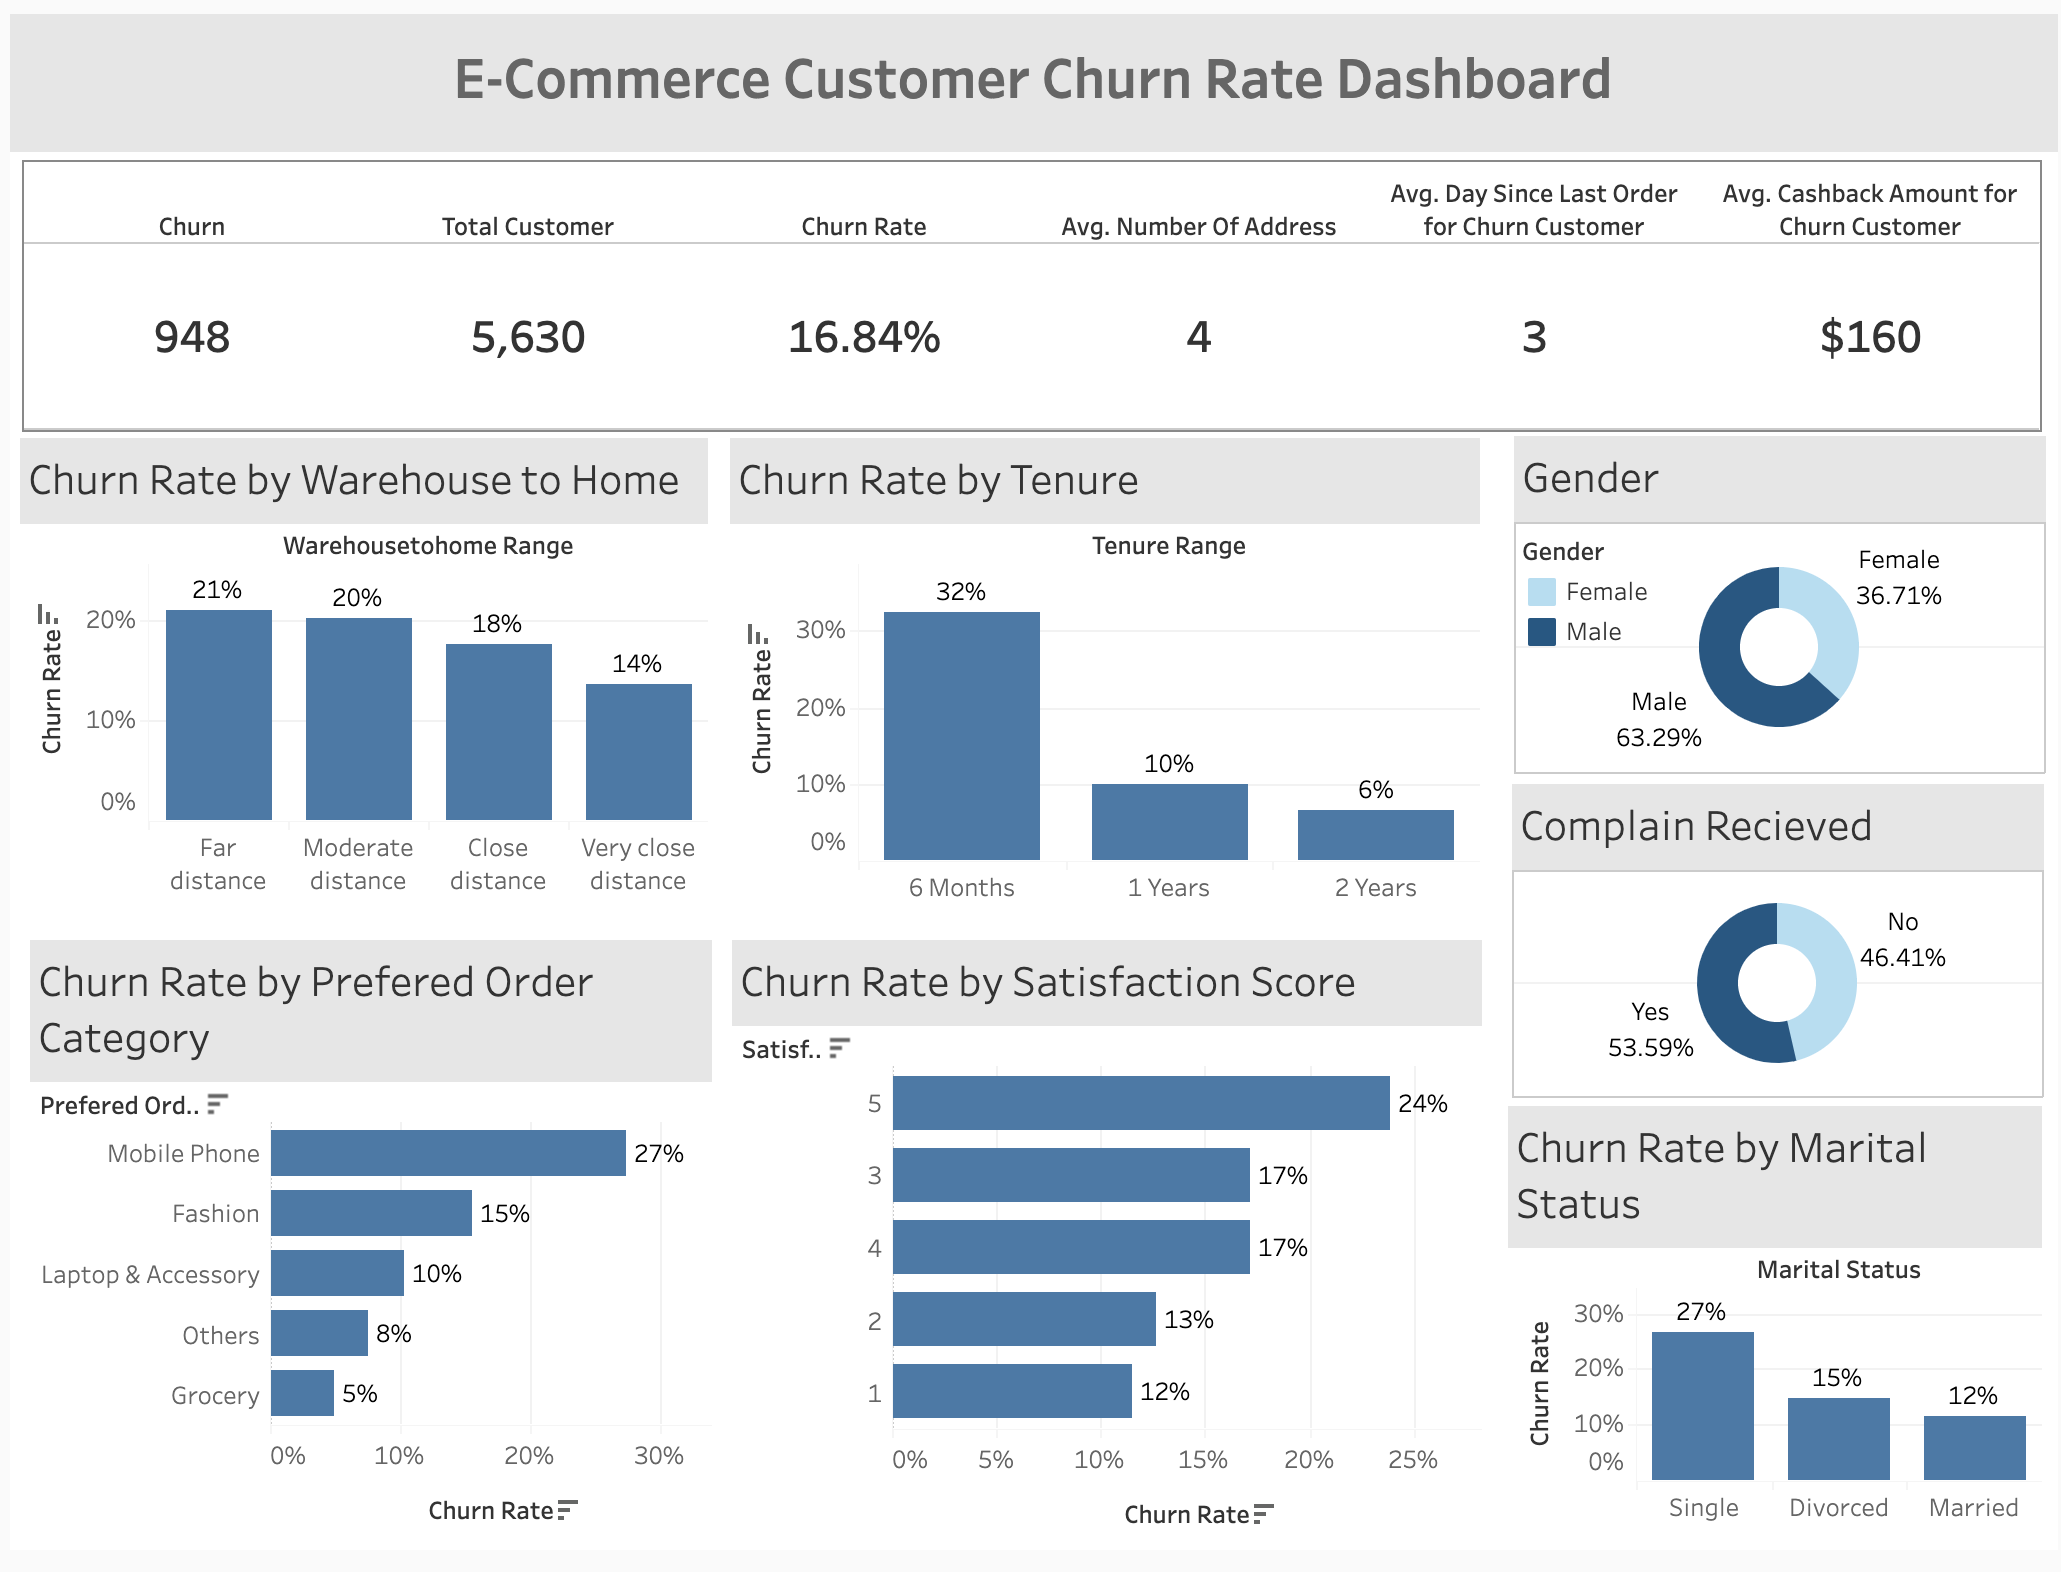 E-Commerce Customer Churn Rate Dashboard
Churn
Total Customer
Churn Rate
Avg. Number Of Address
Avg. Day Since Last Order
for Churn Customer
Avg. Cashback Amount for
Churn Customer
948
5,630
16.84%
4
3
$160
Churn Rate by Warehouse to Home
Warehousetohome Range
Churn Rate
20%
10%
0%
21%
20%
18%
14%
Far
distance
Moderate
distance
Close
distance
Very close
distance
Churn Rate by Tenure
Tenure Range
Churn Rate
30%
20%
10%
0%
32%
10%
6%
6 Months
1 Years
2 Years
Gender
Gender
Female
Male
Female
36.71%
Male
63.29%
Complain Recieved
No
46.41%
Yes
53.59%
Churn Rate by Prefered Order
Category
Prefered Ord..
Mobile Phone
27%
Fashion
15%
Laptop & Accessory
10%
Others
8%
Grocery
5%
0%
10%
20%
30%
Churn Rate
Churn Rate by Satisfaction Score
Satisf..
5
24%
3
17%
4
17%
2
13%
1
12%
0%
5%
10%
15%
20%
25%
Churn Rate
Churn Rate by Marital
Status
Marital Status
Churn Rate
30%
20%
10%
0%
27%
15%
12%
Single
Divorced
Married